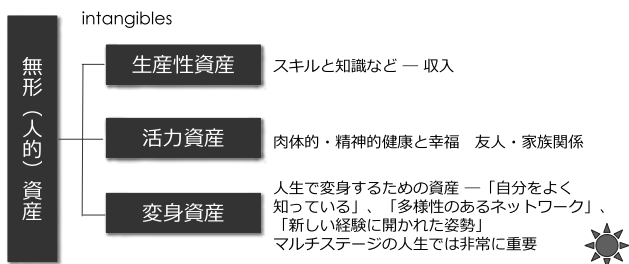 intangibles
無形（人的）資産
生産性資産
スキルと知識など ― 収入
活力資産
肉体的・精神的健康と幸福　友人・家族関係
変身資産
人生で変身するための資産 ―「自分をよく
知っている」、「多様性のあるネットワーク」、
「新しい経験に開かれた姿勢」
マルチステージの人生では非常に重要